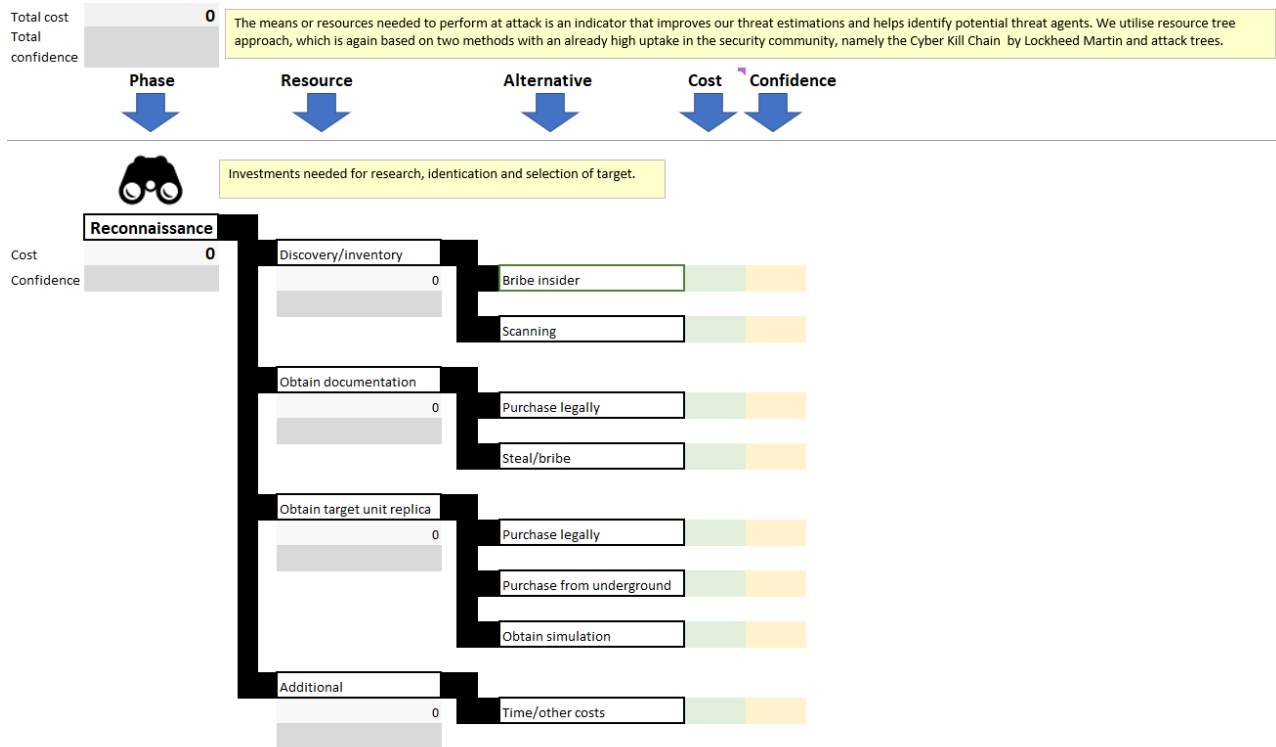 Total cost 0
The means or resources needed to perform at attack is an indicator that improves our threat estimations and helps identify potential threat agents. We utilise resource tree
Total
approach, which is again based on two methods with an already high uptake in the security community, namely the Cyber Kill Chain by Lockheed Martin and attack trees.
confidence
Phase Resource Alternative Cost Confidence
Investments needed for research, identication and selection of target.
Reconnaissance
Cost 0 Discovery/inventory
Confidence 0 Bribe insider
Scanning
Obtain documentation
0 Purchase legally
Steal/bribe
Obtain target unit replica
0 Purchase legally
Purchase from underground
Obtain simulation
Additional
0 Time/other costs